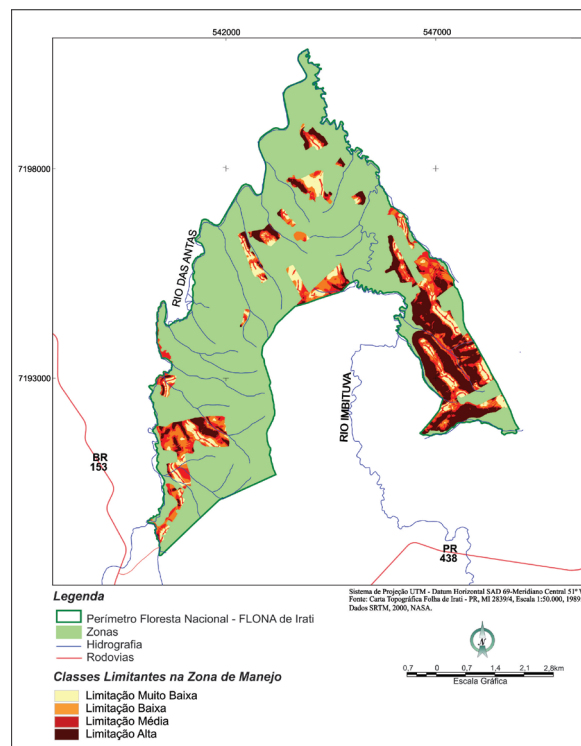 542000 547000
7198000
RIO DAS ANTAS
7193000
RIO IMBITUVA
BR
153
PR
438
Legenda
Perímetro Floresta Nacional - FLONA de Irati
Zonas
Hidrografia
Rodovias
Classes Limitantes na Zona de Manejo
Limitação Muito Baixa
Limitação Baixa
Limitação Média
Limitação Alta
Sistema de Projeção UTM - Datum Horizontal SAD 69-Meridiano Central 51º
Fonte: Carta Topográfica Folha de Irati - PR, MI 2839/4, Escala 1:50.000, 1989
Dados SRTM, 2000, NASA.
N
0,7 0 0,7 1,4 2,1 2,8km
Escala Gráfica